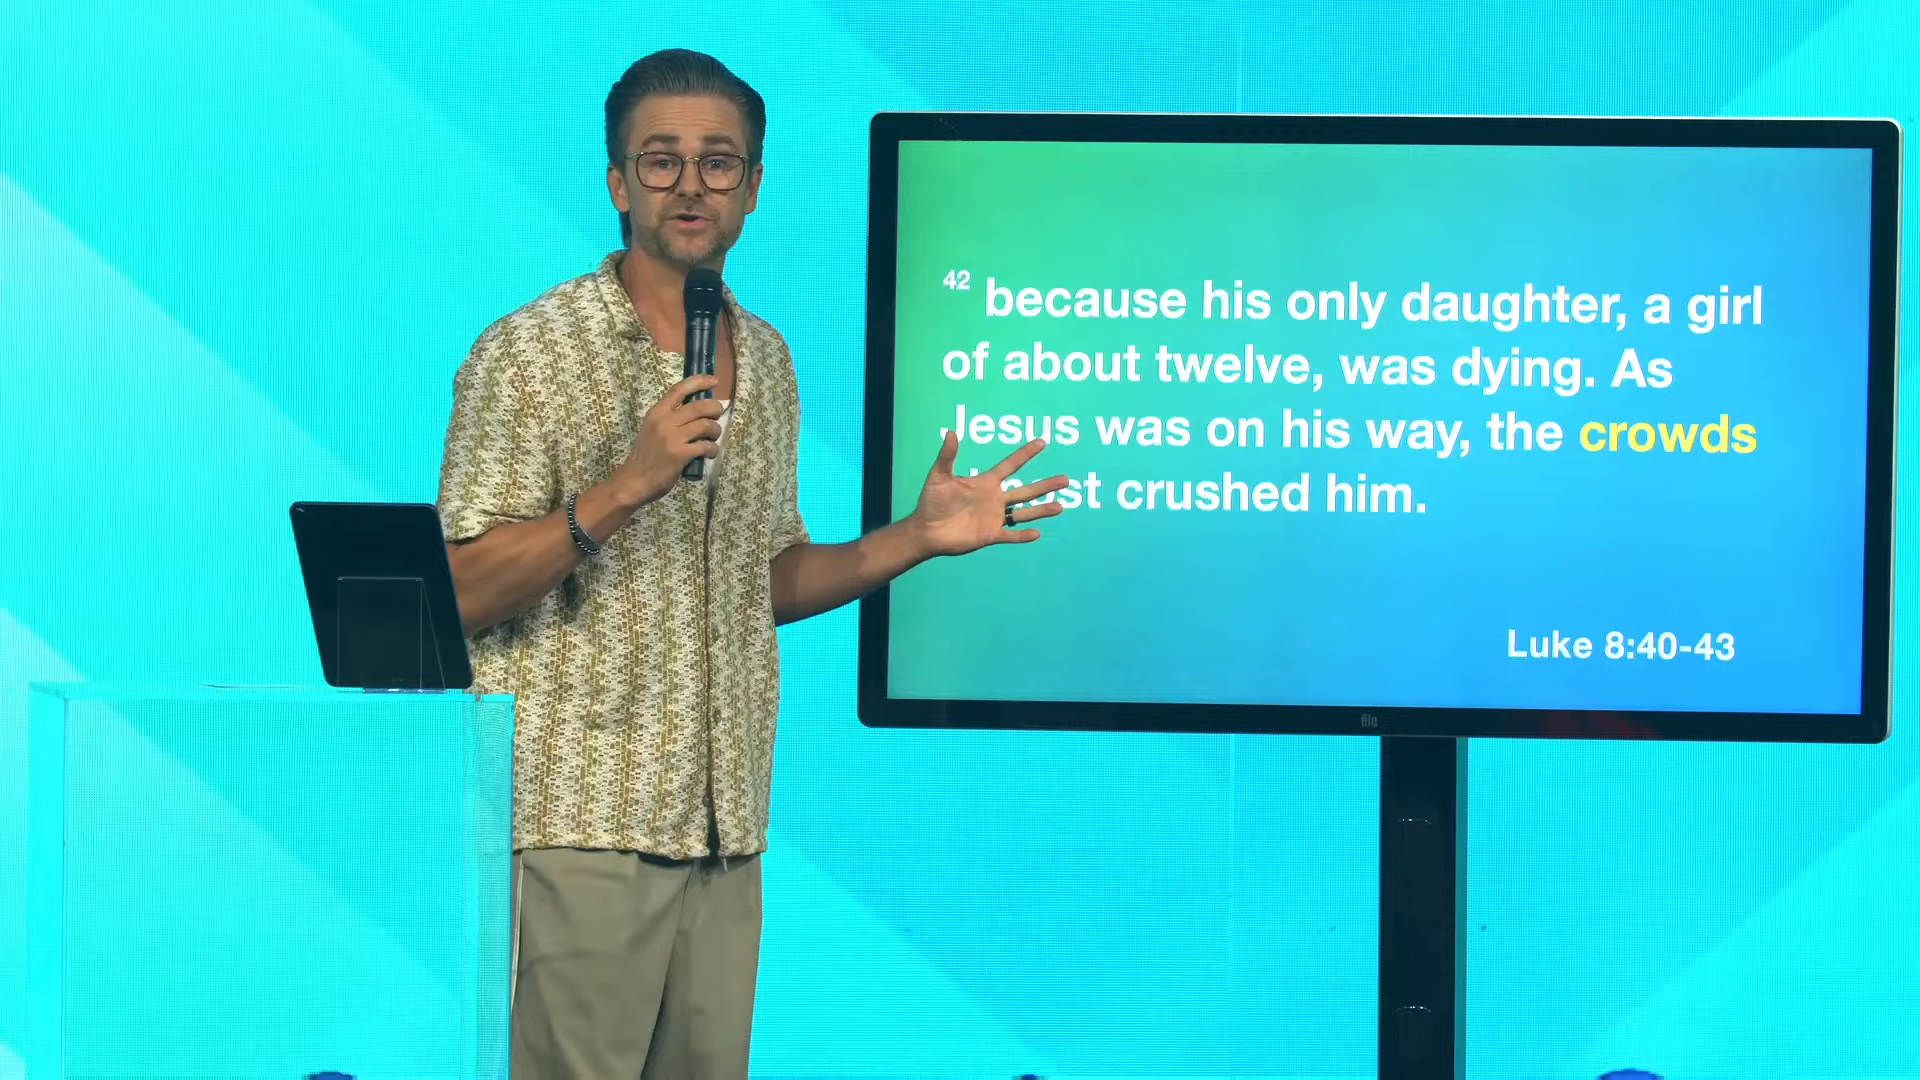 42 because his only daughter, a girl
of about twelve, was dying. As
Jesus was on his way, the crowds
crushed him.
Luke 8:40-43
elo